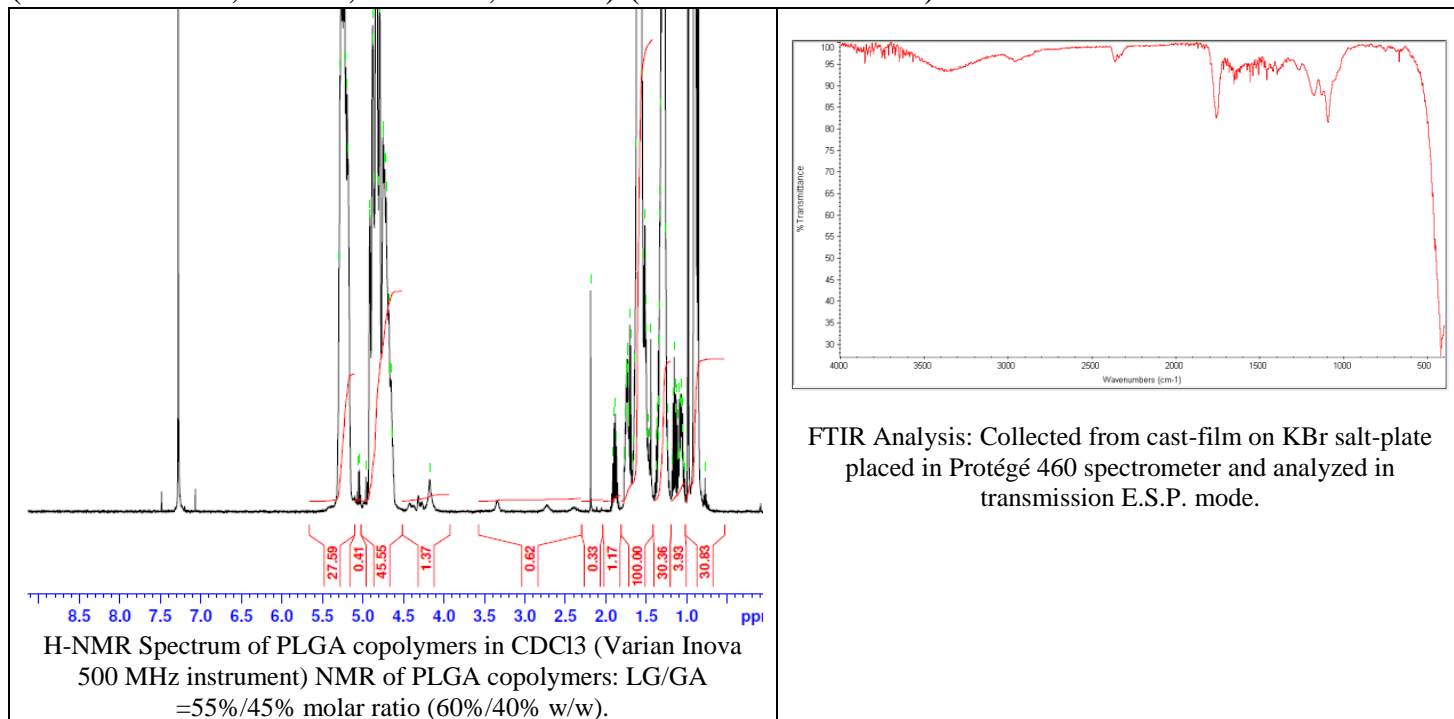 27.59
0.41
45.55
1.37
0.62
0.33
1.17
100.00
30.36
3.93
30.83
8.5 8.0 7.5 7.0 6.5 6.0 5.5 5.0 4.5 4.0 3.5 3.0 2.5 2.0 1.5 1.0 ppm
H-NMR Spectrum of PLGA copolymers in CDCl3 (Varian Inova
500 MHz instrument) NMR of PLGA copolymers: LG/GA
=55%/45% molar ratio (60%/40% w/w).
100
95
90
85
80
75
70
65
60
55
50
45
40
35
30
% Transmittance
4000 3500 3000 2500 2000 1500 1000 500
Wavenumbers (cm-1)
FTIR Analysis: Collected from cast-film on KBr salt-plate
placed in Protégé 460 spectrometer and analyzed in
transmission E.S.P. mode.